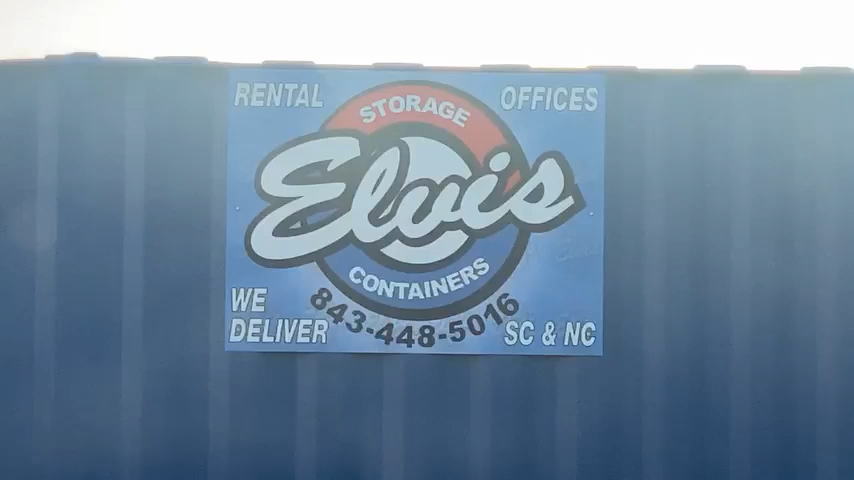 RENTAL
OFFICES
STORAGE
Elvis
CONTAINERS
843-448-5016
WE
DELIVER
SC & NC